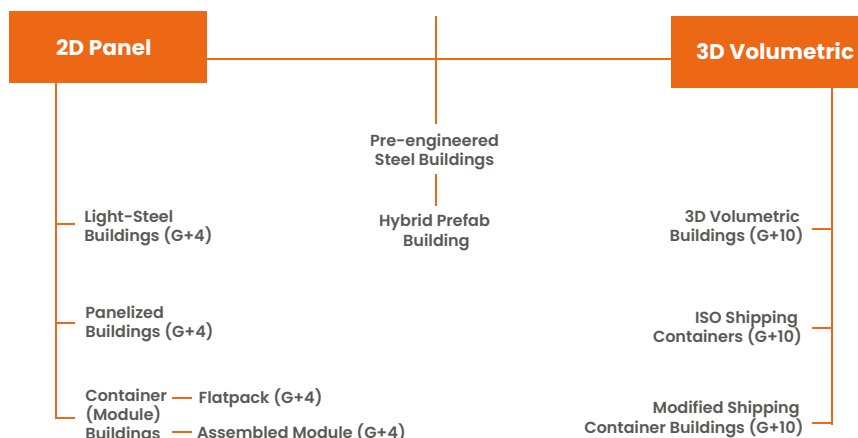 2D Panel
3D Volumetric
Pre-engineered
Steel Buildings
Hybrid Prefab
Building
Light-Steel
Buildings (G+4)
Panelized
Buildings (G+4)
Container
(Module)
Buildings
Flatpack (G+4)
Assembled Module (G+4)
3D Volumetric
Buildings (G+10)
ISO Shipping
Containers (G+10)
Modified Shipping
Container Buildings (G+10)